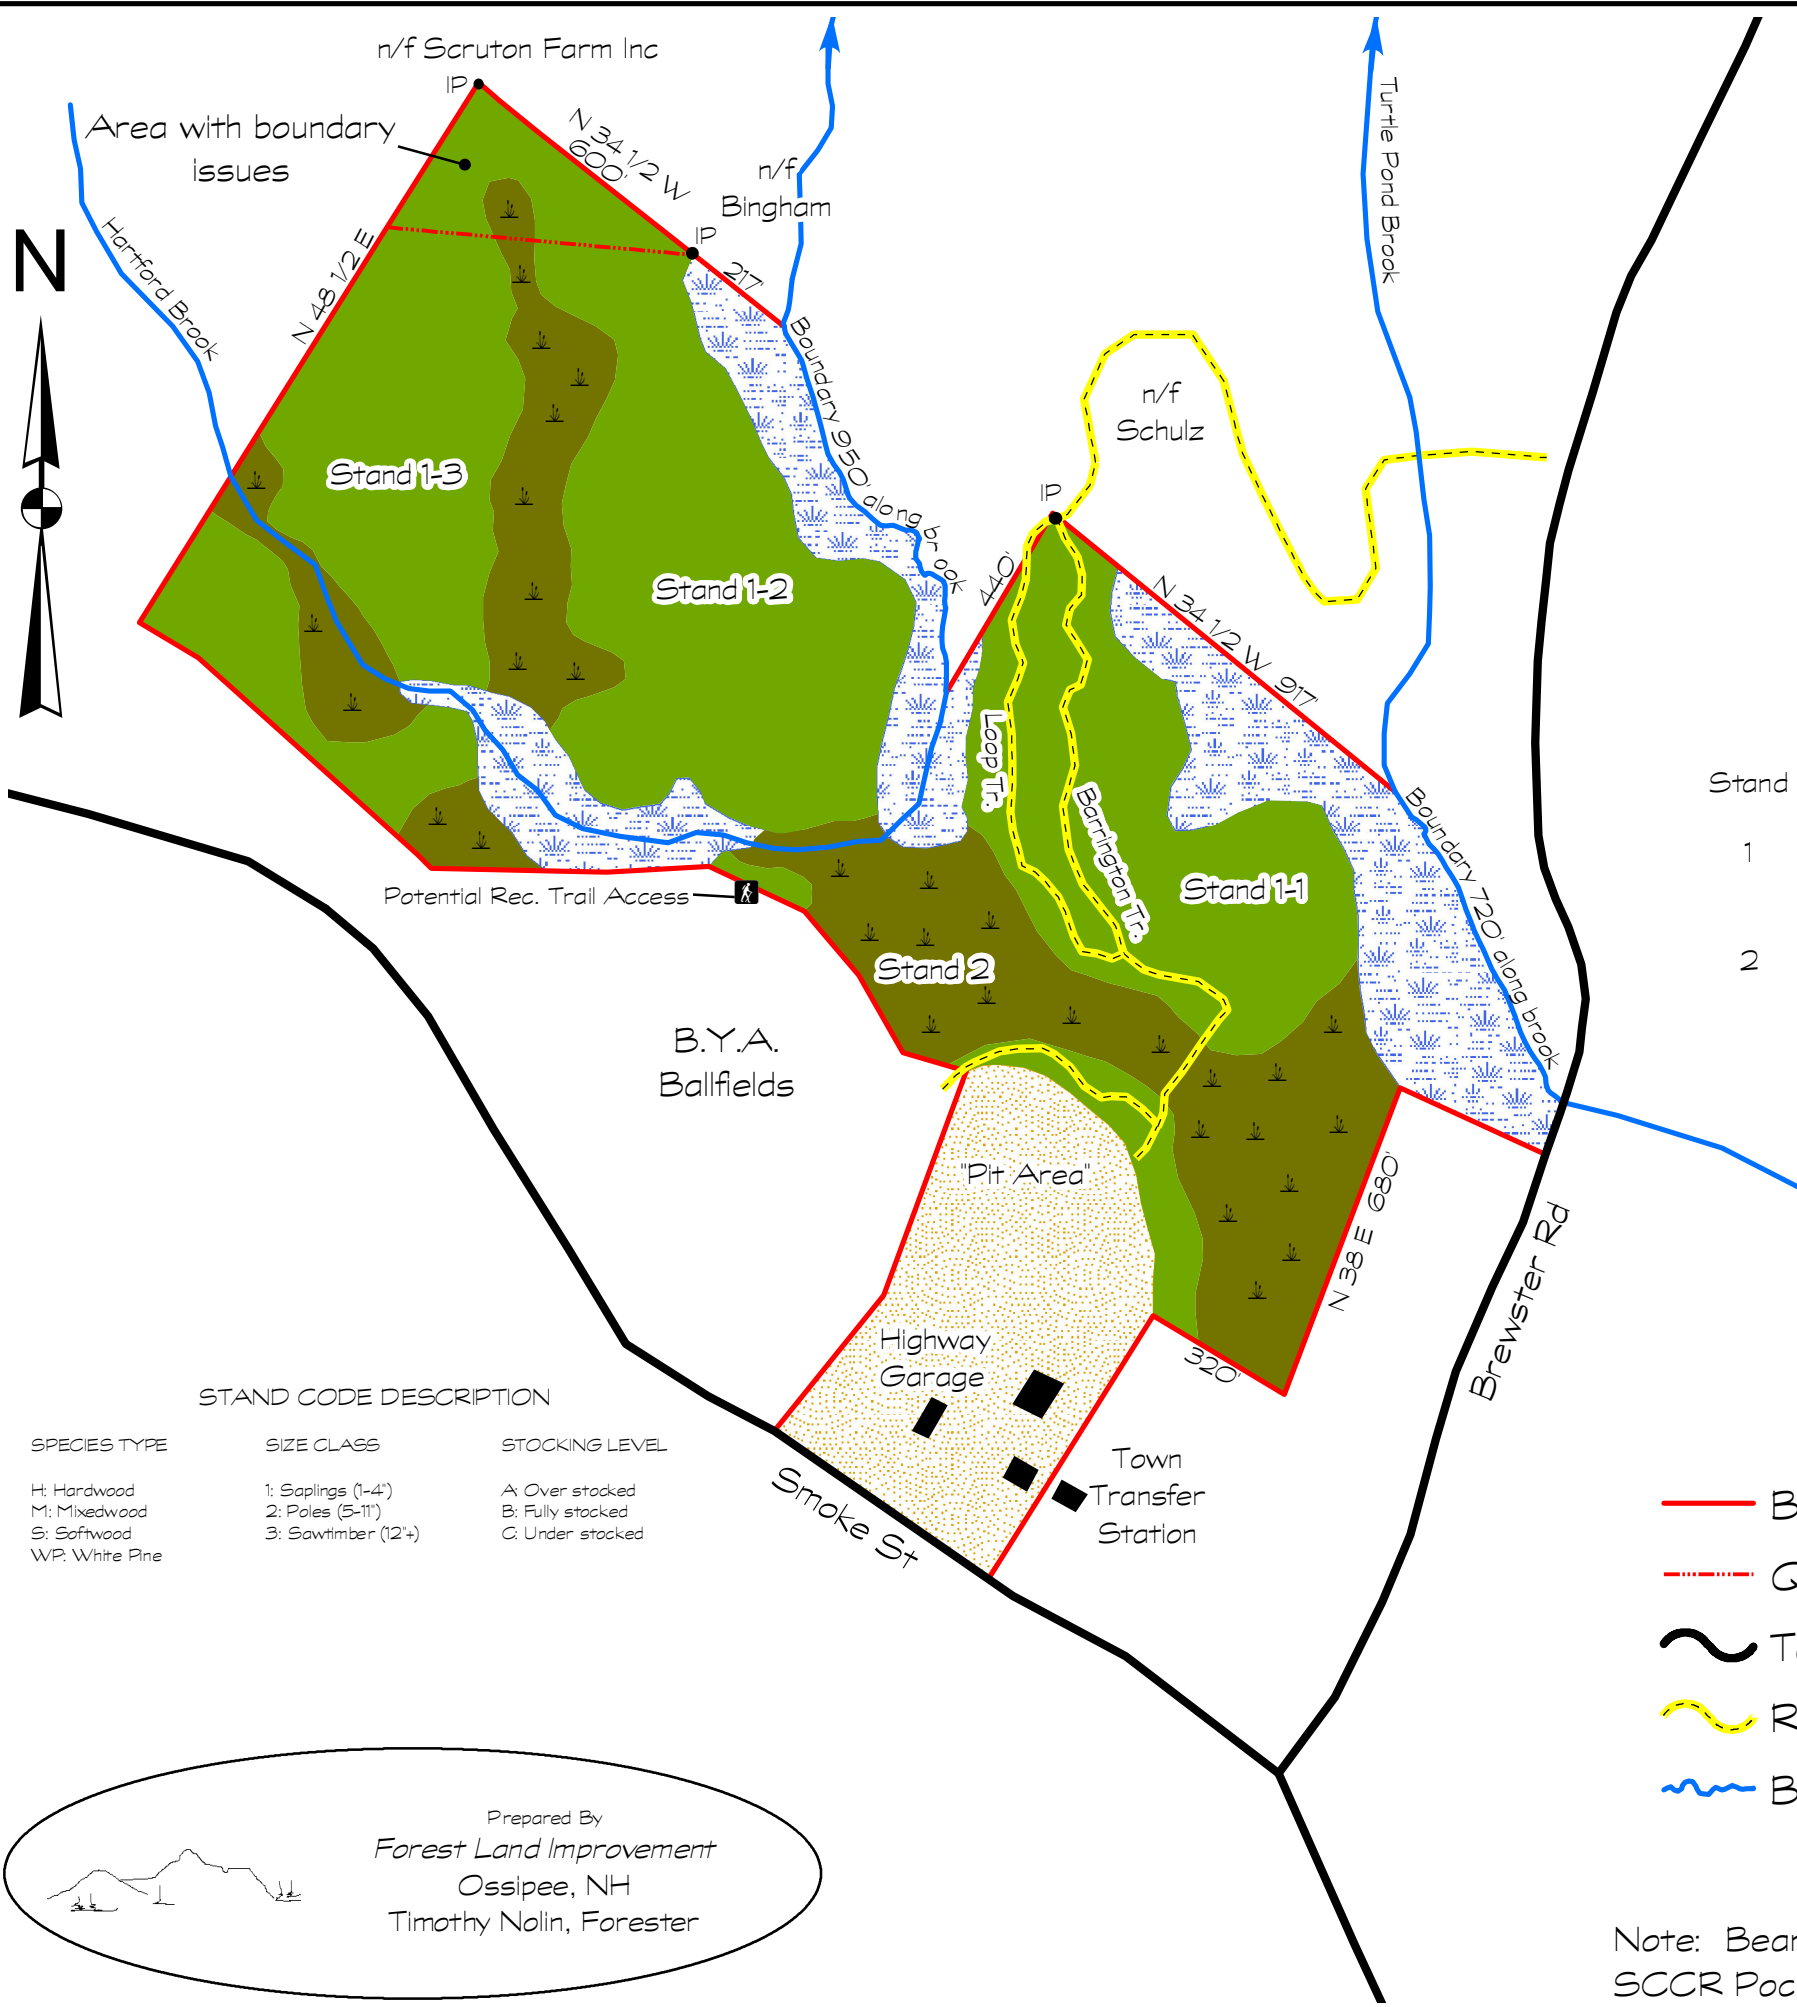 n/f Scruton Farm Inc
IP
Area with boundary
issues
N 34 1/2 W
600'
n/f
Bingham
IP
217'
Turtle Pond Brook
N
Hartford Brook
N 48 1/2 E
Boundary 950' along brook
n/f
Schulz
Stand 1-3
IP
Stand 1-2
440'
N 34 1/2 W
917'
Loop Tr.
Barrington Tr.
Stand
1
2
Boundary 720' along brook
Stand 1-1
Potential Rec. Trail Access
Stand 2
B.Y.A.
Ballfields
"Pit Area"
N 38 E 680'
Brewster Rd
Highway
Garage
320'
STAND CODE DESCRIPTION
SPECIES TYPE SIZE CLASS STOCKING LEVEL
H: Hardwood 1: Saplings (1-4") A: Over stocked
M: Mixedwood 2: Poles (5-11") B: Fully stocked
S: Softwood 3: Sawtimber (12"+) C: Under stocked
WP: White Pine
Town
Transfer
Station
Smoke St
B
T
R
B
Prepared By
Forest Land Improvement
Ossipee, NH
Timothy Nolin, Forester
Note: Bear
SCCR Poc